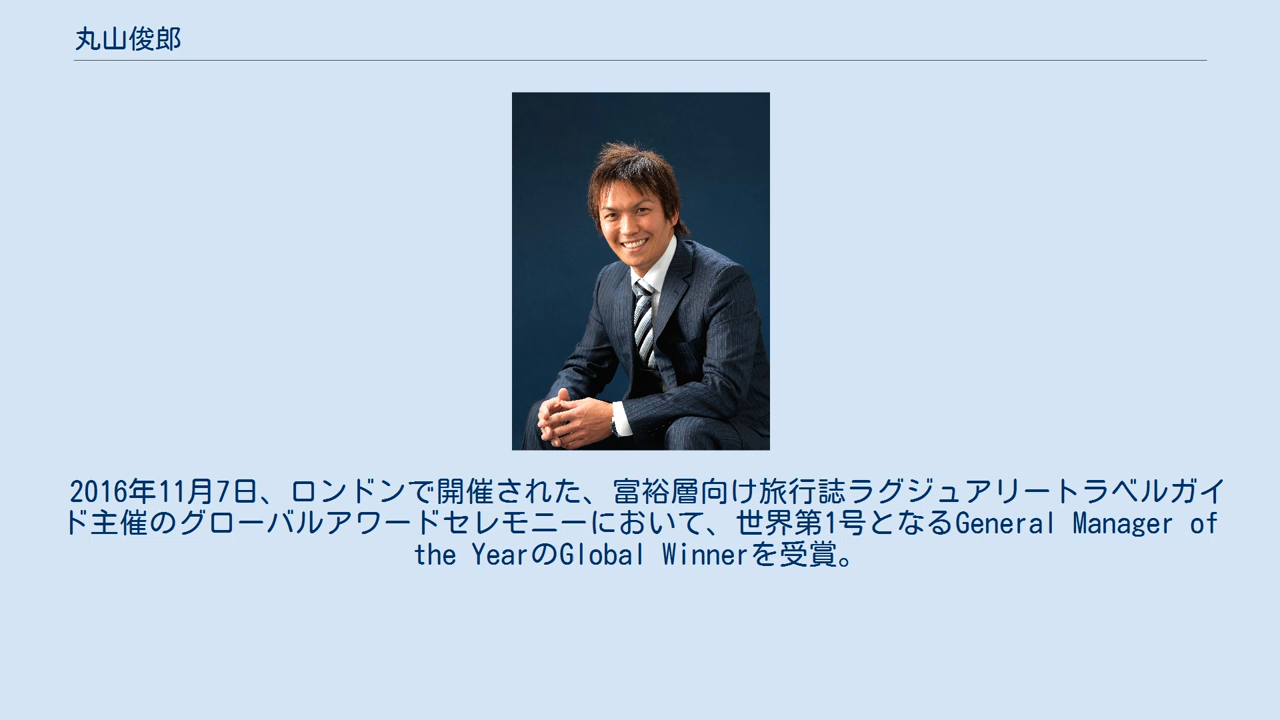 丸山俊郎
2016年11月7日、ロンドンで開催された、富裕層向け旅行誌ラグジュアリートラベルガイ
ド主催のグローバルアワードセレモニーにおいて、世界第1号となるGeneral Manager of
the YearのGlobal Winnerを受賞。